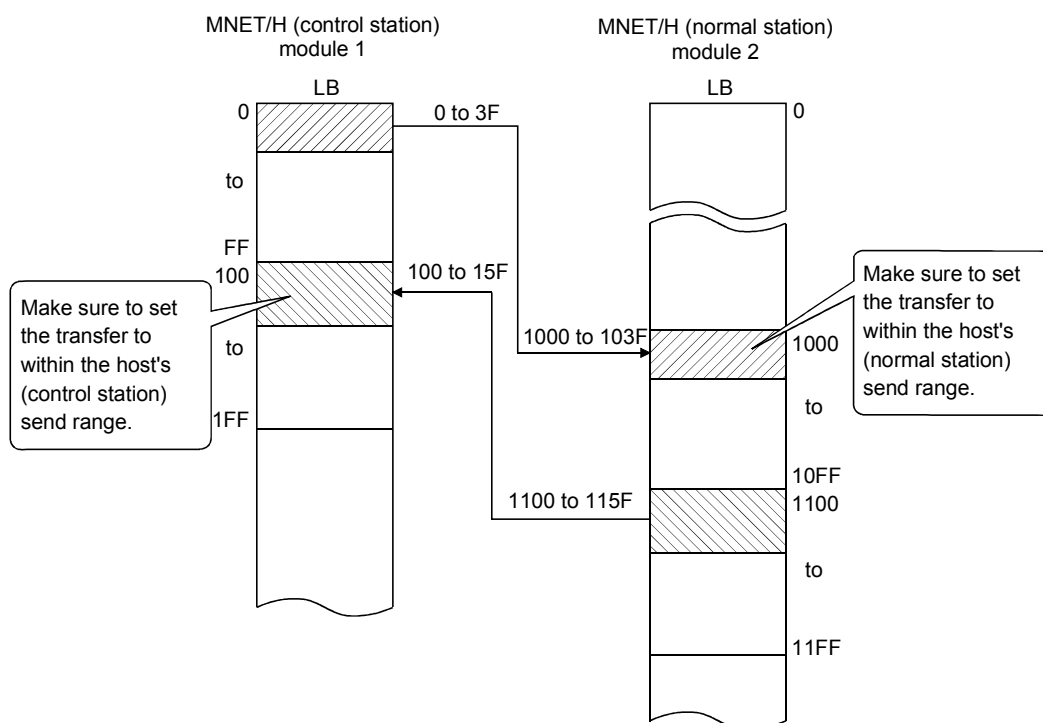 MNET/H (control station)
module 1
MNET/H (normal station)
module 2
LB
LB
0
0 to 3F
0
to
FF
100
100 to 15F
Make sure to set
the transfer to
within the host's
(control station)
send range.
Make sure to set
the transfer to
within the host's
(normal station)
send range.
1000 to 103F
1000
to
to
1FF
10FF
1100 to 115F
1100
to
11FF